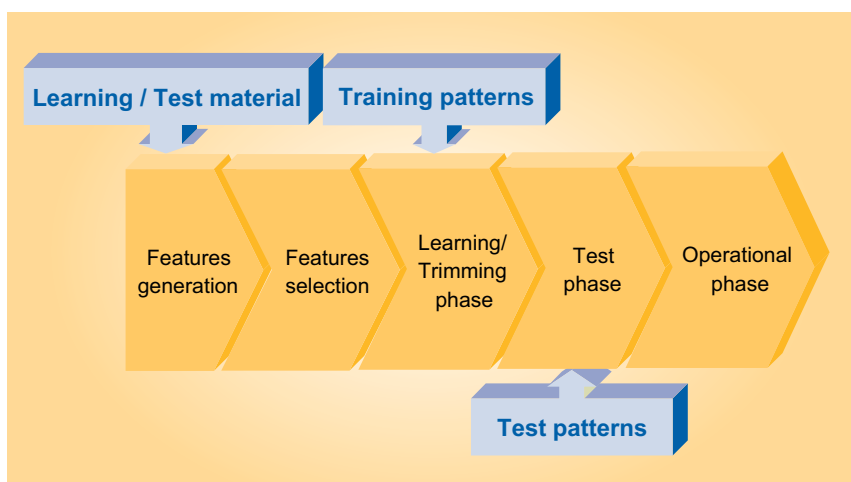 Learning / Test material
Training patterns
Features
generation
Features
selection
Learning/
Trimming
phase
Test
phase
Operational
phase
Test patterns